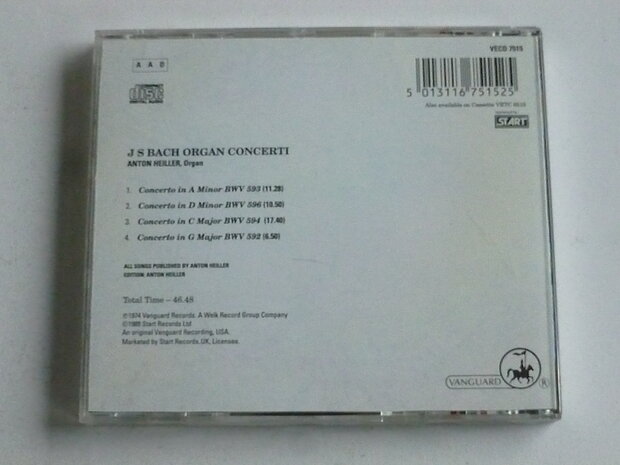 VECD 7515
A A D
COMPACT
disc
DIGITAL AUDIO
5 013116 751525
Also available on Cassette VETC 6515
START
J S BACH ORGAN CONCERTI
ANTON HEILLER, Organ
1. Concerto in A Minor BWV 593 (11.28)
2. Concerto in D Minor BWV 596 (10.50)
3. Concerto in C Major BWV 594 (17.40)
4. Concerto in G Major BWV 592 (6.50)
ALL SONGS PUBLISHED BY ANTON HEILLER
EDITION: ANTON HEILLER
Total Time – 46.48
℗1974 Vanguard Records. A Welk Record Group Company
©1989 Start Records Ltd
An original Vanguard Recording, USA.
Marketed by Start Records, UK, Licensee.
VANGUARD
R